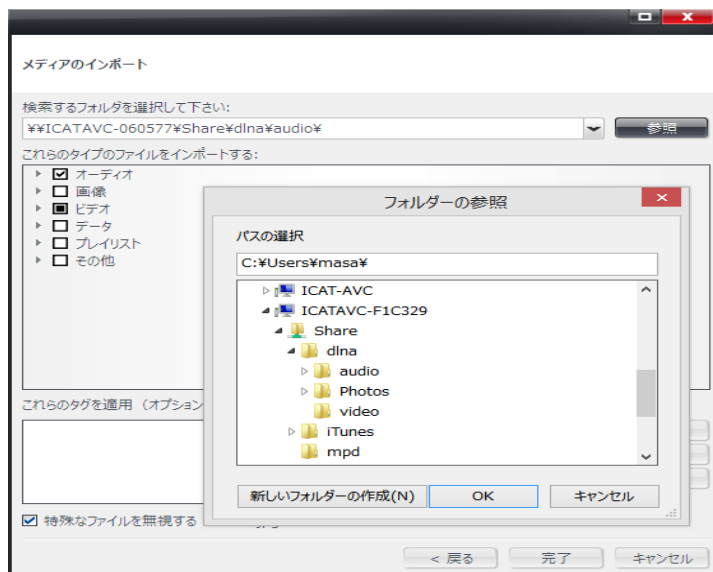 メディアのインポート
検索するフォルダを選択して下さい:
¥¥ICATAVC-060577¥Share¥dlna¥audio¥
参照
これらのタイプのファイルをインポートする:
オーディオ
画像
ビデオ
データ
プレイリスト
その他
フォルダーの参照
パスの選択
C:¥Users¥masa¥
ICAT-AVC
ICATAVC-F1C329
Share
dlna
audio
Photos
video
iTunes
mpd
新しいフォルダーの作成(N)
OK
キャンセル
これらのタグを適用 (オプション
特殊なファイルを無視する
< 戻る
完了
キャンセル